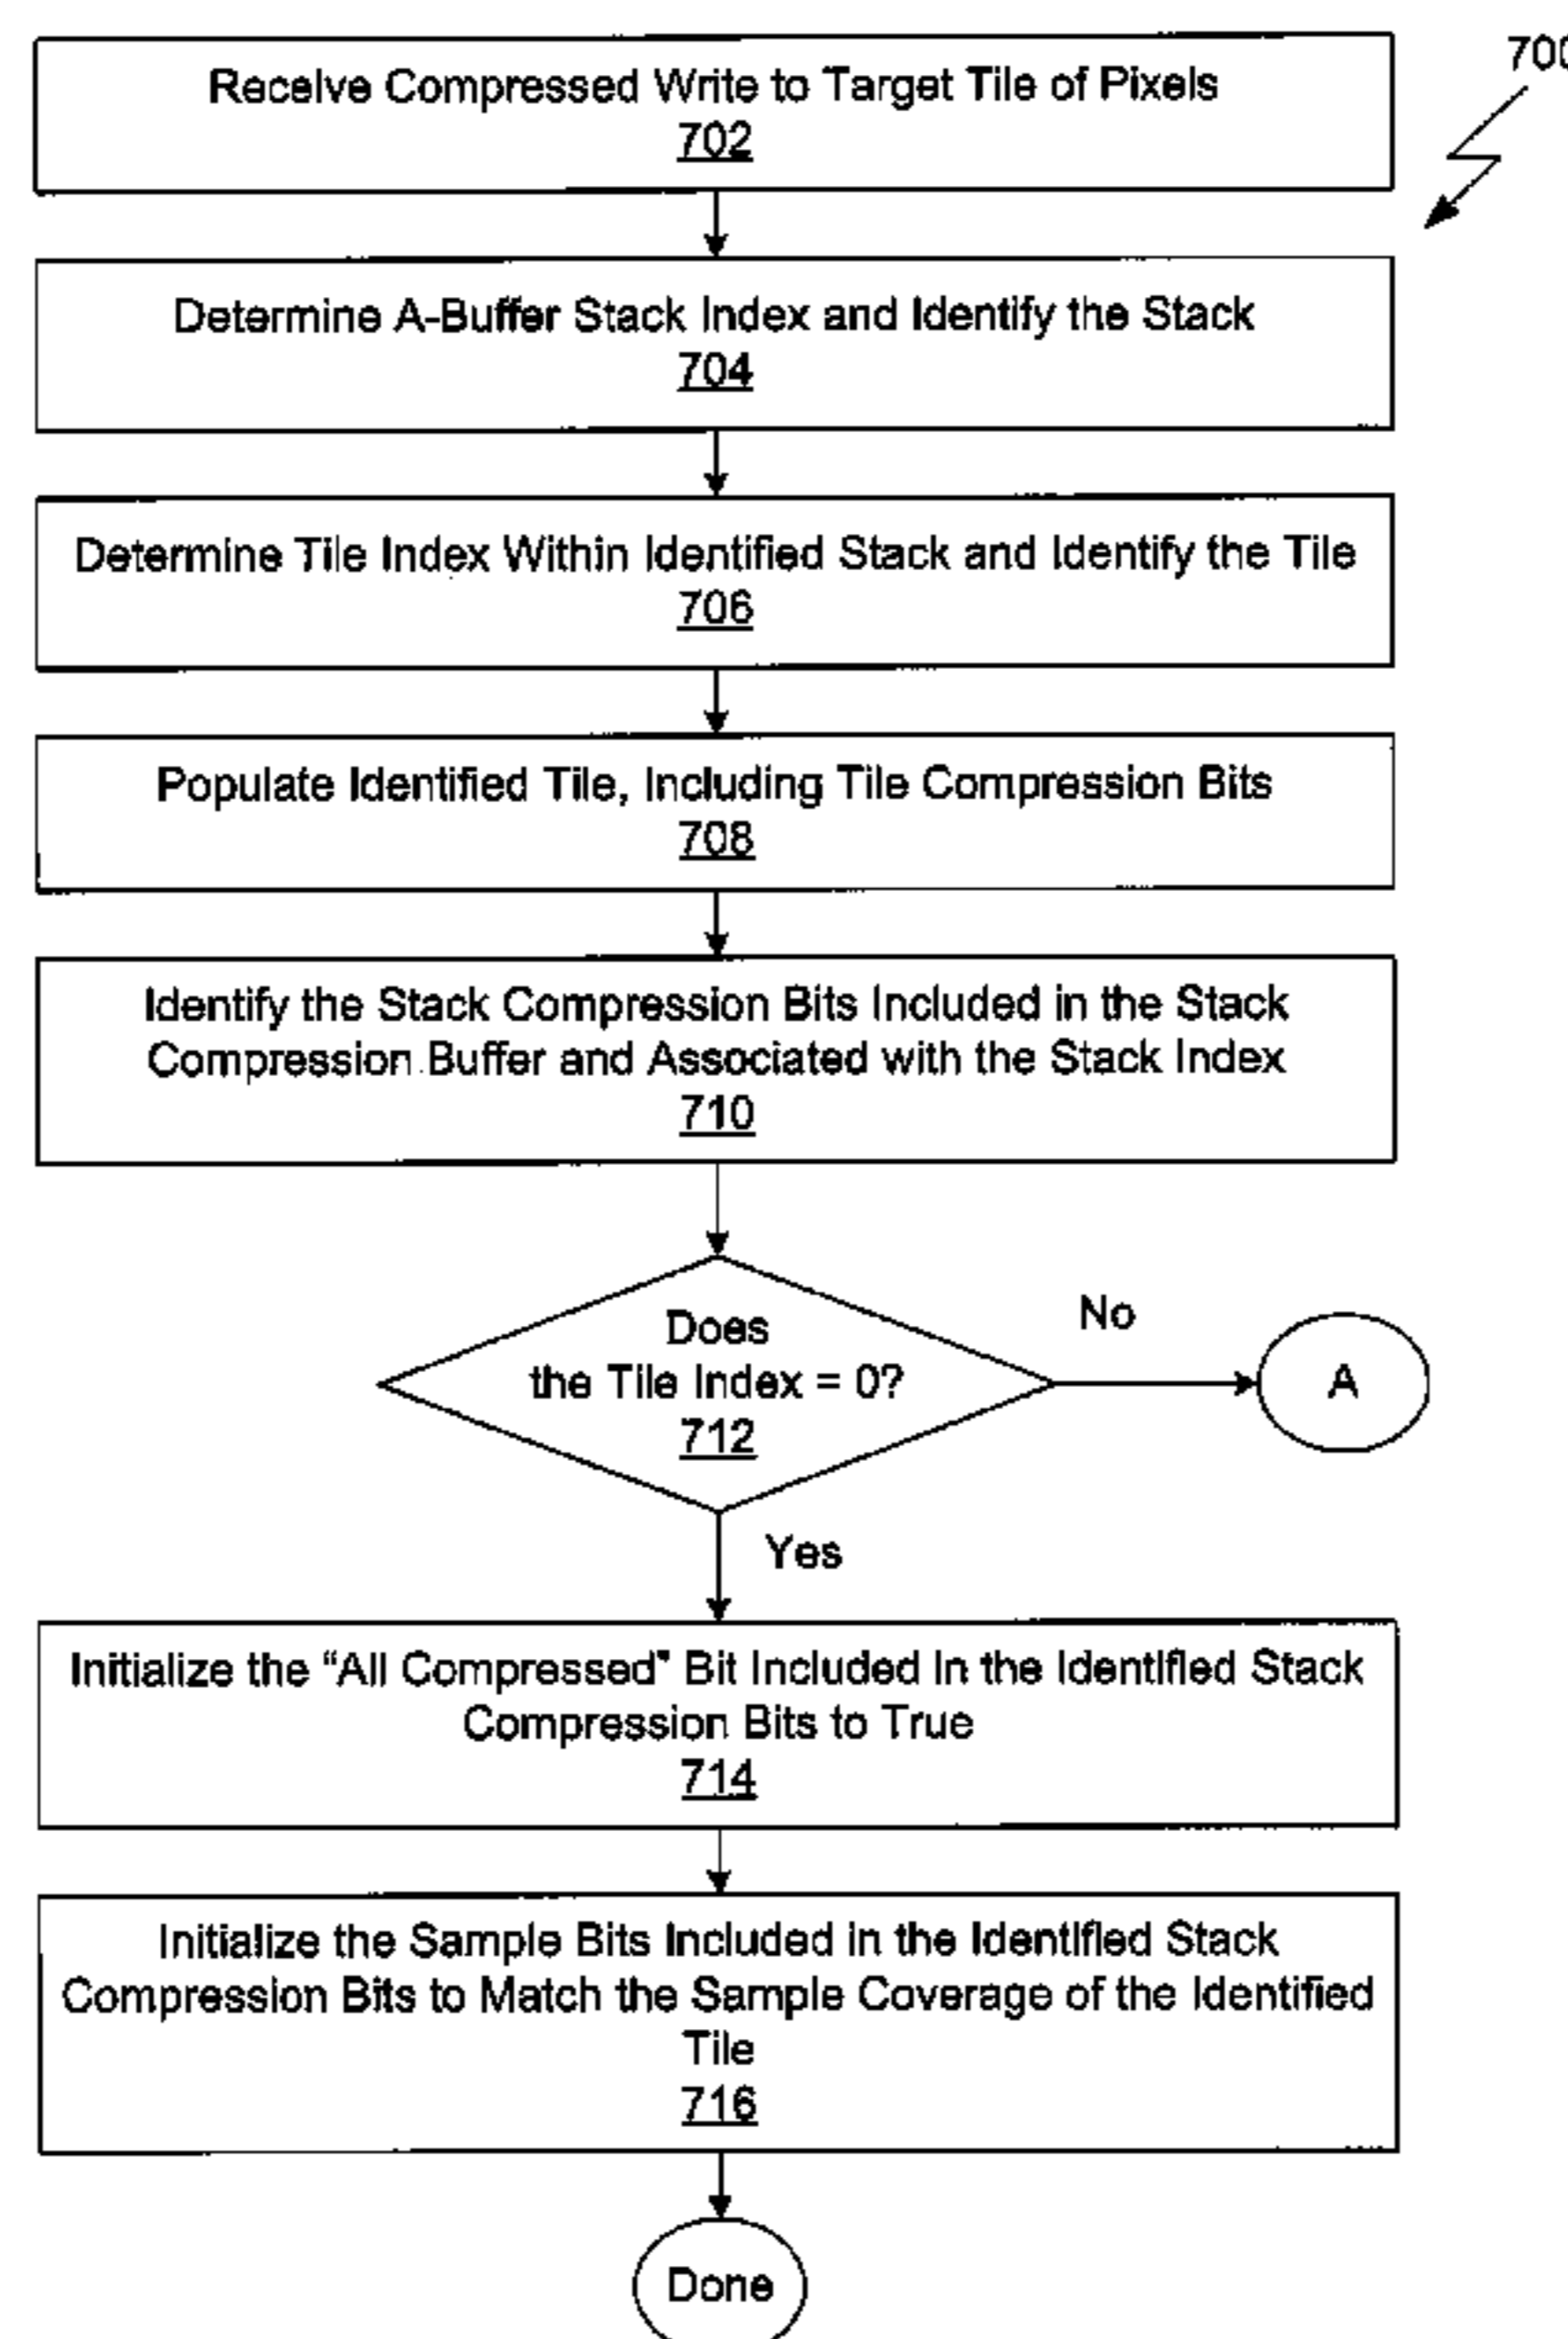 700
Receive Compressed Write to Target Tile of Pixels
702
Determine A-Buffer Stack Index and Identify the Stack
704
Determine Tile Index Within Identified Stack and Identify the Tile
706
Populate Identified Tile, Including Tile Compression Bits
708
Identify the Stack Compression Bits Included in the Stack
Compression Buffer and Associated with the Stack Index
710
Does
the Tile Index = 0?
712
No
A
Yes
Initialize the “All Compressed” Bit Included in the Identified Stack
Compression Bits to True
714
Initialize the Sample Bits Included in the Identified Stack
Compression Bits to Match the Sample Coverage of the Identified
Tile
716
Done